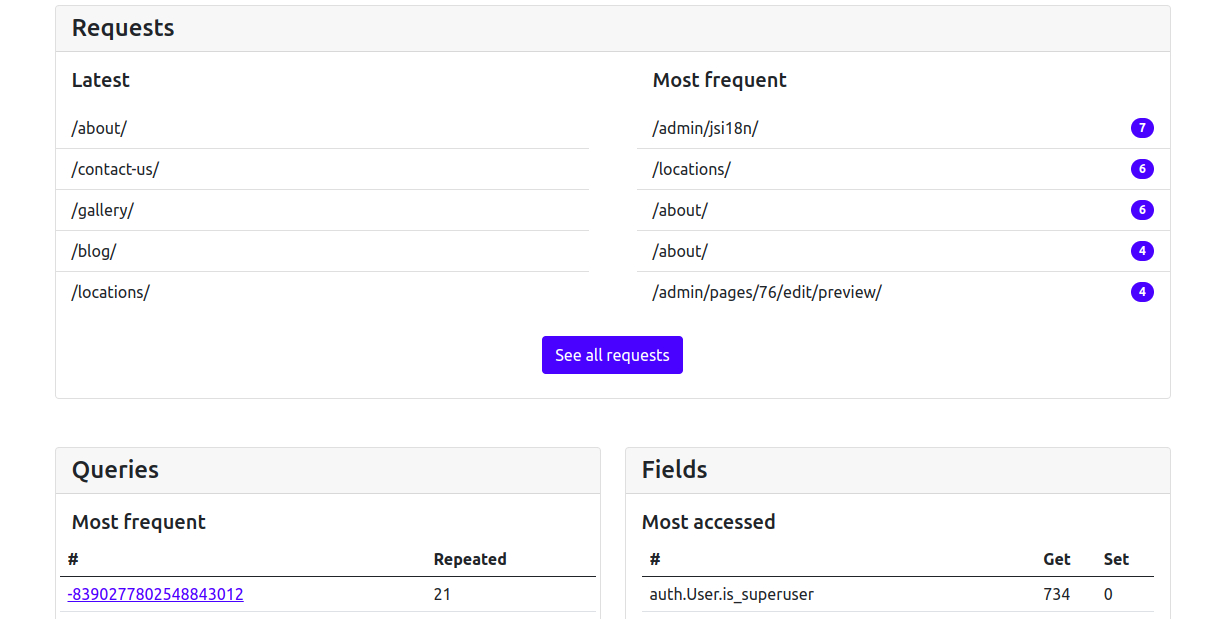 Requests
Latest
/about/
/contact-us/
/gallery/
/blog/
/locations/
Most frequent
/admin/jsi18n/ 7
/locations/ 6
/about/ 6
/about/ 4
/admin/pages/76/edit/preview/ 4
See all requests
Queries
Most frequent
# Repeated
-8390277802548843012 21
Fields
Most accessed
# Get Set
auth.User.is_superuser 734 0